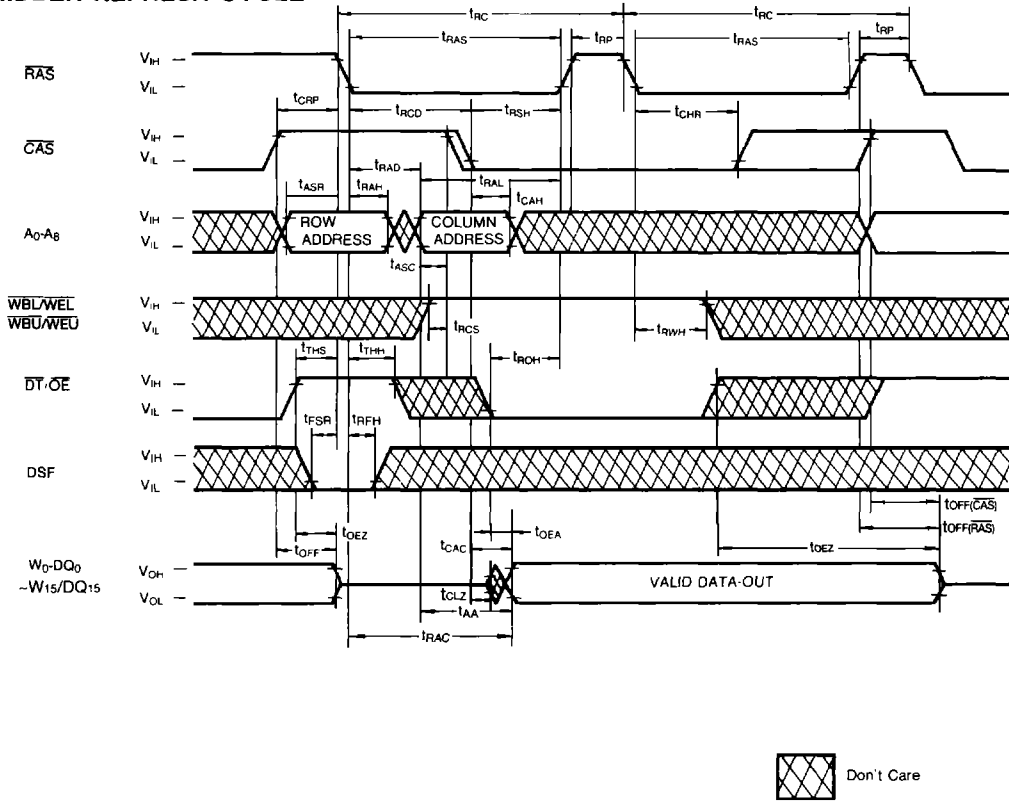 HIDDEN REFRESH CYCLE
tRC tRC
tRAS tRP tRAS tRP
RAS VIH –
VIL –
tCRP tRCD tRSH tCHR
CAS VIH –
VIL –
tRAD tRAL
tASR tRAH tCAH
A0-A8 VIH –
VIL –
ROW ADDRESS
COLUMN ADDRESS
tASC
WBL/WEL VIH –
WBU/WEU VIL –
tRCS tRWH
tTHS tTHH tROH
DT/OE VIH –
VIL –
tFSR tRFH
DSF VIH –
VIL –
tOFF(CAS)
tOFF(RAS)
tOEZ tOEA
tOFF tCAC tOEZ
W0-DQ0 VOH –
~W15/DQ15 VOL –
VALID DATA-OUT
tCLZ
tAA
tRAC
Don't Care